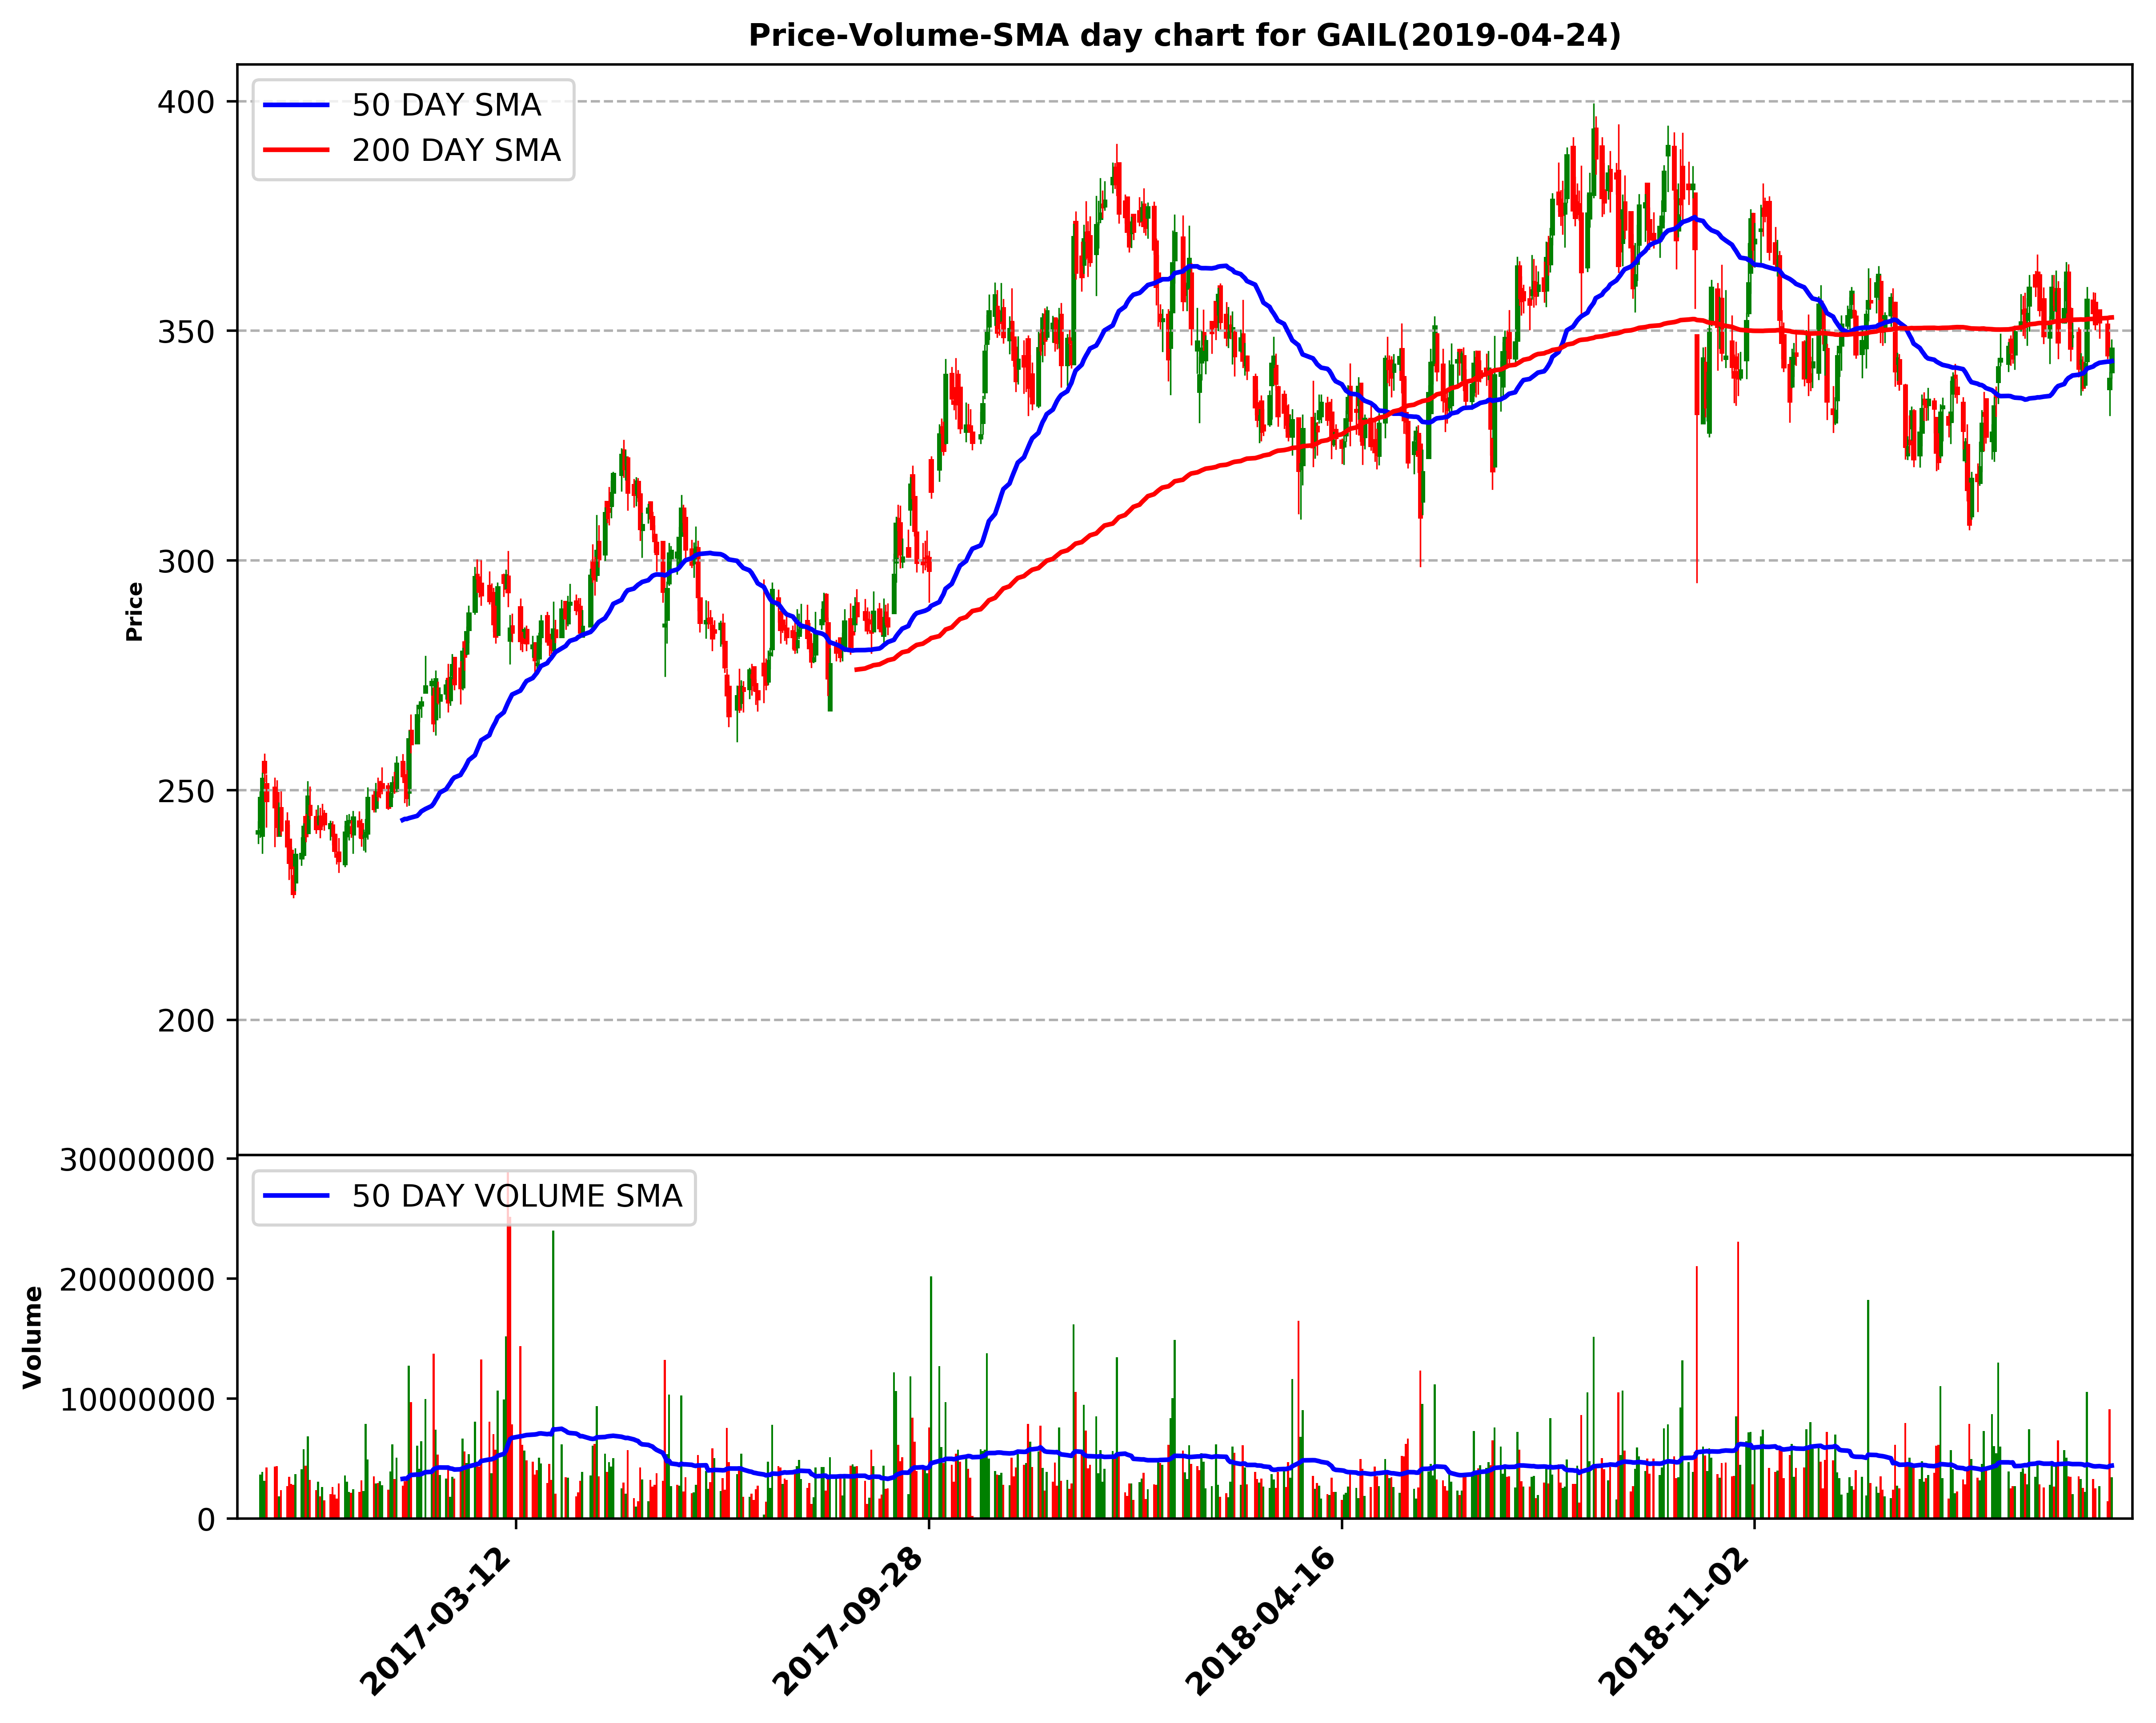 Price-Volume-SMA day chart for GAIL(2019-04-24)
50 DAY SMA
200 DAY SMA
400
350
300
250
200
Price
50 DAY VOLUME SMA
30000000
20000000
10000000
0
Volume
2017-03-12
2017-09-28
2018-04-16
2018-11-02